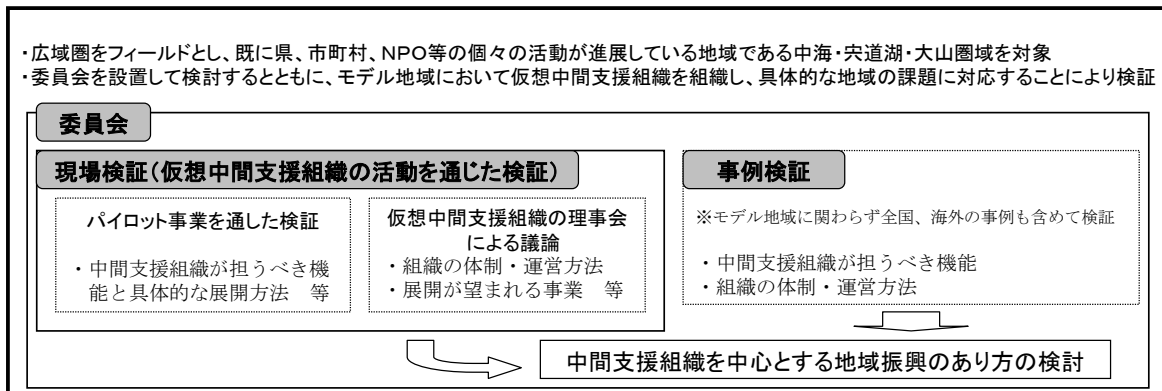 ・広域圏をフィールドとし、既に県、市町村、NPO等の個々の活動が進展している地域である中海・宍道湖・大山圏域を対象
・委員会を設置して検討するとともに、モデル地域において仮想中間支援組織を組織し、具体的な地域の課題に対応することにより検証
委員会
現場検証(仮想中間支援組織の活動を通じた検証)
パイロット事業を通した検証
・中間支援組織が担うべき機
能と具体的な展開方法 等
仮想中間支援組織の理事会
による議論
・組織の体制・運営方法
・展開が望まれる事業 等
事例検証
※モデル地域に関わらず全国、海外の事例も含めて検証
・中間支援組織が担うべき機能
・組織の体制・運営方法
中間支援組織を中心とする地域振興のあり方の検討